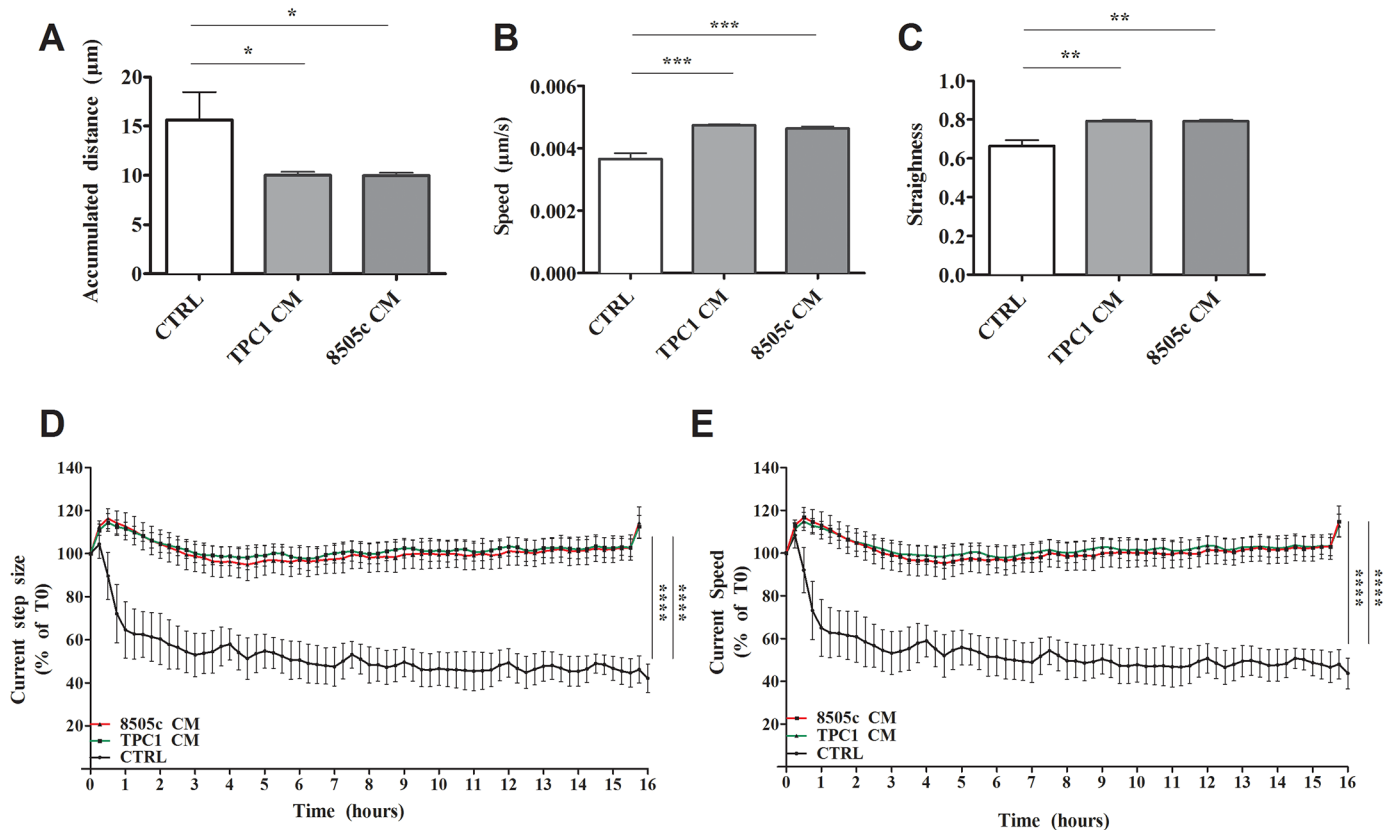 A
*
*
Accumulated distance (μm)
20
15
10
5
0
CTRL
TPC1 CM
8505c CM
B
***
***
Speed (μm/s)
0.006
0.004
0.002
0.000
CTRL
TPC1 CM
8505c CM
C
**
**
Straighness
1.0
0.8
0.6
0.4
0.2
0.0
CTRL
TPC1 CM
8505c CM
D
Current step size
(% of T0)
140
120
100
80
60
40
20
8505c CM
TPC1 CM
CTRL
****
****
0 1 2 3 4 5 6 7 8 9 10 11 12 13 14 15 16
Time (hours)
E
Current Speed
(% of T0)
140
120
100
80
60
40
20
8505c CM
TPC1 CM
CTRL
****
****
0 1 2 3 4 5 6 7 8 9 10 11 12 13 14 15 16
Time (hours)